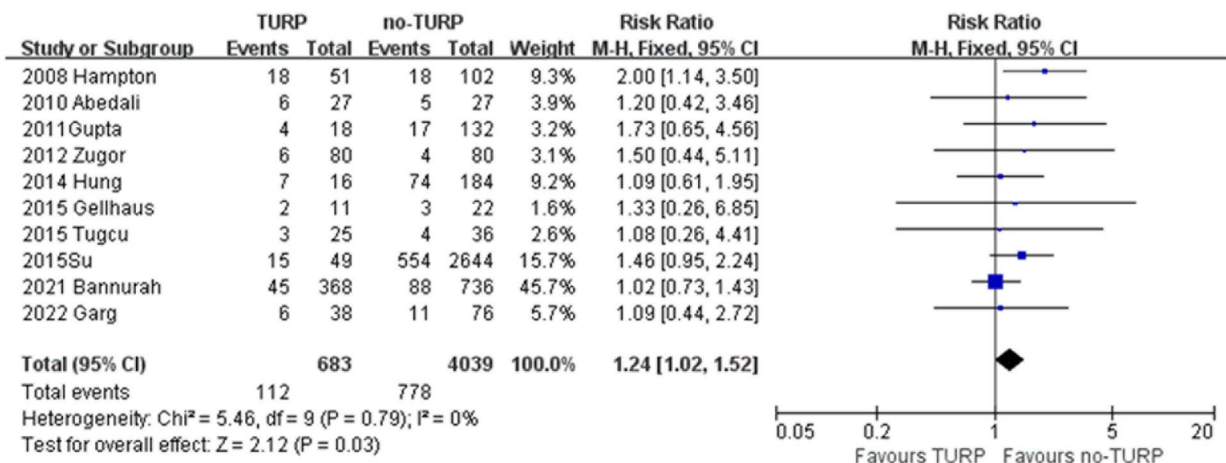 TURP no-TURP Risk Ratio Risk Ratio
Study or Subgroup Events Total Events Total Weight M-H, Fixed, 95% CI M-H, Fixed, 95% CI
2008 Hampton 18 51 18 102 9.3% 2.00 [1.14, 3.50]
2010 Abedali 6 27 5 27 3.9% 1.20 [0.42, 3.46]
2011Gupta 4 18 17 132 3.2% 1.73 [0.65, 4.56]
2012 Zugor 6 80 4 80 3.1% 1.50 [0.44, 5.11]
2014 Hung 7 16 74 184 9.2% 1.09 [0.61, 1.95]
2015 Gellhaus 2 11 3 22 1.6% 1.33 [0.26, 6.85]
2015 Tugcu 3 25 4 36 2.6% 1.08 [0.26, 4.41]
2015Su 15 49 554 2644 15.7% 1.46 [0.95, 2.24]
2021 Bannurah 45 368 88 736 45.7% 1.02 [0.73, 1.43]
2022 Garg 6 38 11 76 5.7% 1.09 [0.44, 2.72]
Total (95% CI) 683 4039 100.0% 1.24 [1.02, 1.52]
Total events 112 778
Heterogeneity: Chi² = 5.46, df = 9 (P = 0.79); I² = 0%
Test for overall effect: Z = 2.12 (P = 0.03)
0.05 0.2 1 5 20
Favours TURP Favours no-TURP